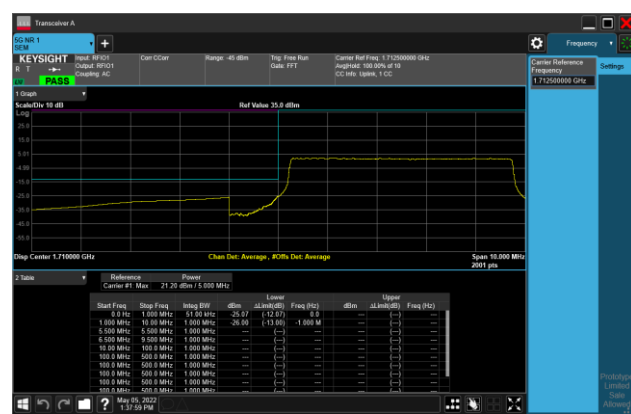 Transceiver A
5G NR 1
SEM
Frequency
KEYSIGHT
Input: RFIO1
Output: RFIO1
Coupling: AC
Corr CCorr
Range: -45 dBm
Trig: Free Run
Gate: FFT
Carrier Ref Freq: 1.712500000 GHz
Avg|Hold: 100.00% of 10
CC Info: Uplink, 1 CC
R T
PASS
Carrier Reference
Frequency
1.712500000 GHz
Settings
1 Graph
Scale/Div 10 dB
Ref Value 35.0 dBm
Log
25.0
15.0
5.01
-4.99
-15.0
-25.0
-35.0
-45.0
-55.0
Disp Center 1.710000 GHz
Chan Det: Average , #Offs Det: Average
Span 10.000 MHz
2001 pts
2 Table
Reference Power
Carrier #1 Max 21.20 dBm / 5.000 MHz
Lower Upper
Start Freq Stop Freq Integ BW dBm ΔLimit(dB) Freq (Hz) dBm ΔLimit(dB) Freq (Hz)
0.0 Hz 1.000 MHz 51.00 kHz -25.07 (-12.07) 0.0 --- (---) ---
1.000 MHz 10.00 MHz 1.000 MHz -26.00 (-13.00) -1.000 M --- (---) ---
5.500 MHz 5.500 MHz 1.000 MHz --- (---) --- --- (---) ---
6.500 MHz 9.500 MHz 1.000 MHz --- (---) --- --- (---) ---
10.00 MHz 100.0 MHz 1.000 MHz --- (---) --- --- (---) ---
100.0 MHz 500.0 MHz 1.000 MHz --- (---) --- --- (---) ---
100.0 MHz 500.0 MHz 1.000 MHz --- (---) --- --- (---) ---
100.0 MHz 500.0 MHz 1.000 MHz --- (---) --- --- (---) ---
100.0 MHz 500.0 MHz 1.000 MHz --- (---) --- --- (---) ---
100.0 MHz 500.0 MHz 1.000 MHz --- (---) --- --- (---) ---
Prototype
Limited
Sale
Allowed
May 05, 2022
1:37:59 PM